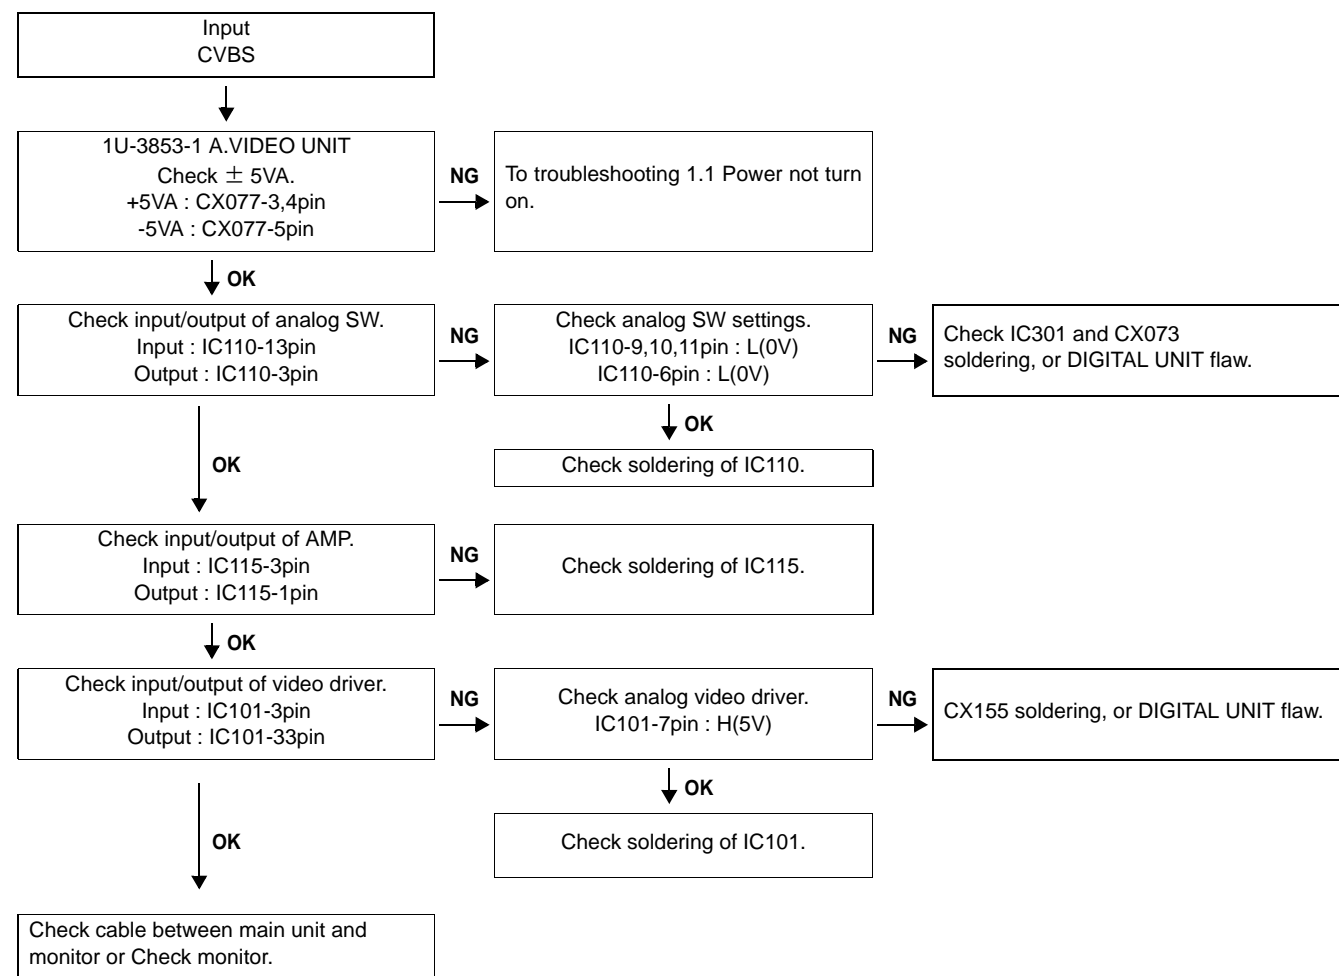 Input
CVBS
1U-3853-1 A.VIDEO UNIT
Check ± 5VA.
+5VA : CX077-3,4pin
-5VA : CX077-5pin
NG
To troubleshooting 1.1 Power not turn
on.
OK
Check input/output of analog SW.
Input : IC110-13pin
Output : IC110-3pin
NG
Check analog SW settings.
IC110-9,10,11pin : L(0V)
IC110-6pin : L(0V)
NG
Check IC301 and CX073
soldering, or DIGITAL UNIT flaw.
OK
Check soldering of IC110.
OK
Check input/output of AMP.
Input : IC115-3pin
Output : IC115-1pin
NG
Check soldering of IC115.
OK
Check input/output of video driver.
Input : IC101-3pin
Output : IC101-33pin
NG
Check analog video driver.
IC101-7pin : H(5V)
NG
CX155 soldering, or DIGITAL UNIT flaw.
OK
Check soldering of IC101.
OK
Check cable between main unit and
monitor or Check monitor.